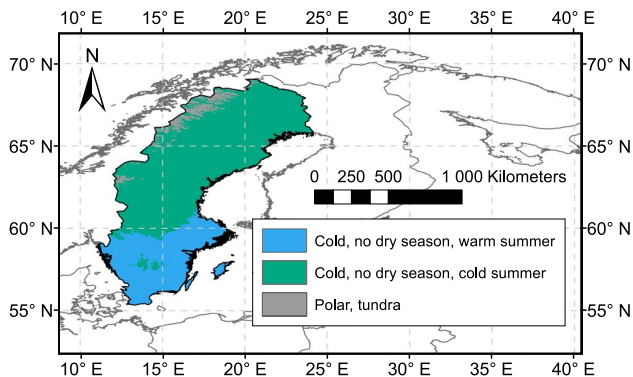 10° E 15° E 20° E 25° E 30° E 35° E 40° E
N
70° N 70° N
65° N 65° N
0 250 500 1 000 Kilometers
60° N 60° N
Cold, no dry season, warm summer
Cold, no dry season, cold summer
Polar, tundra
55° N 55° N
10° E 15° E 20° E 25° E 30° E 35° E 40° E